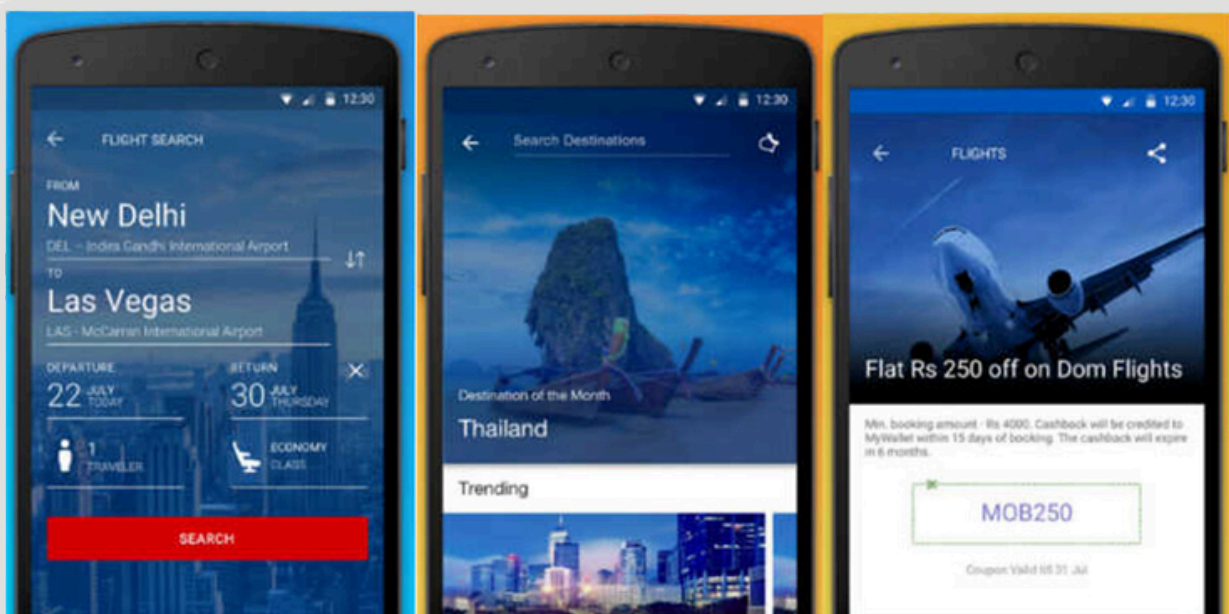 12:30
FLIGHT SEARCH
FROM
New Delhi
DEL - Indira Gandhi International Airport
TO
Las Vegas
LAS - McCarran International Airport
DEPARTURE
22 JULY
TODAY
RETURN
30 JULY
THURSDAY
1
TRAVELER
ECONOMY
CLASS
SEARCH
12:30
Search Destinations
Destination of the Month
Thailand
Trending
12:30
FLIGHTS
Flat Rs 250 off on Dom Flights
Min. booking amount - Rs 4000. Cashback will be credited to
MyWallet within 15 days of booking. The cashback will expire
in 6 months.
MOB250
Coupon Valid till 31 Jul